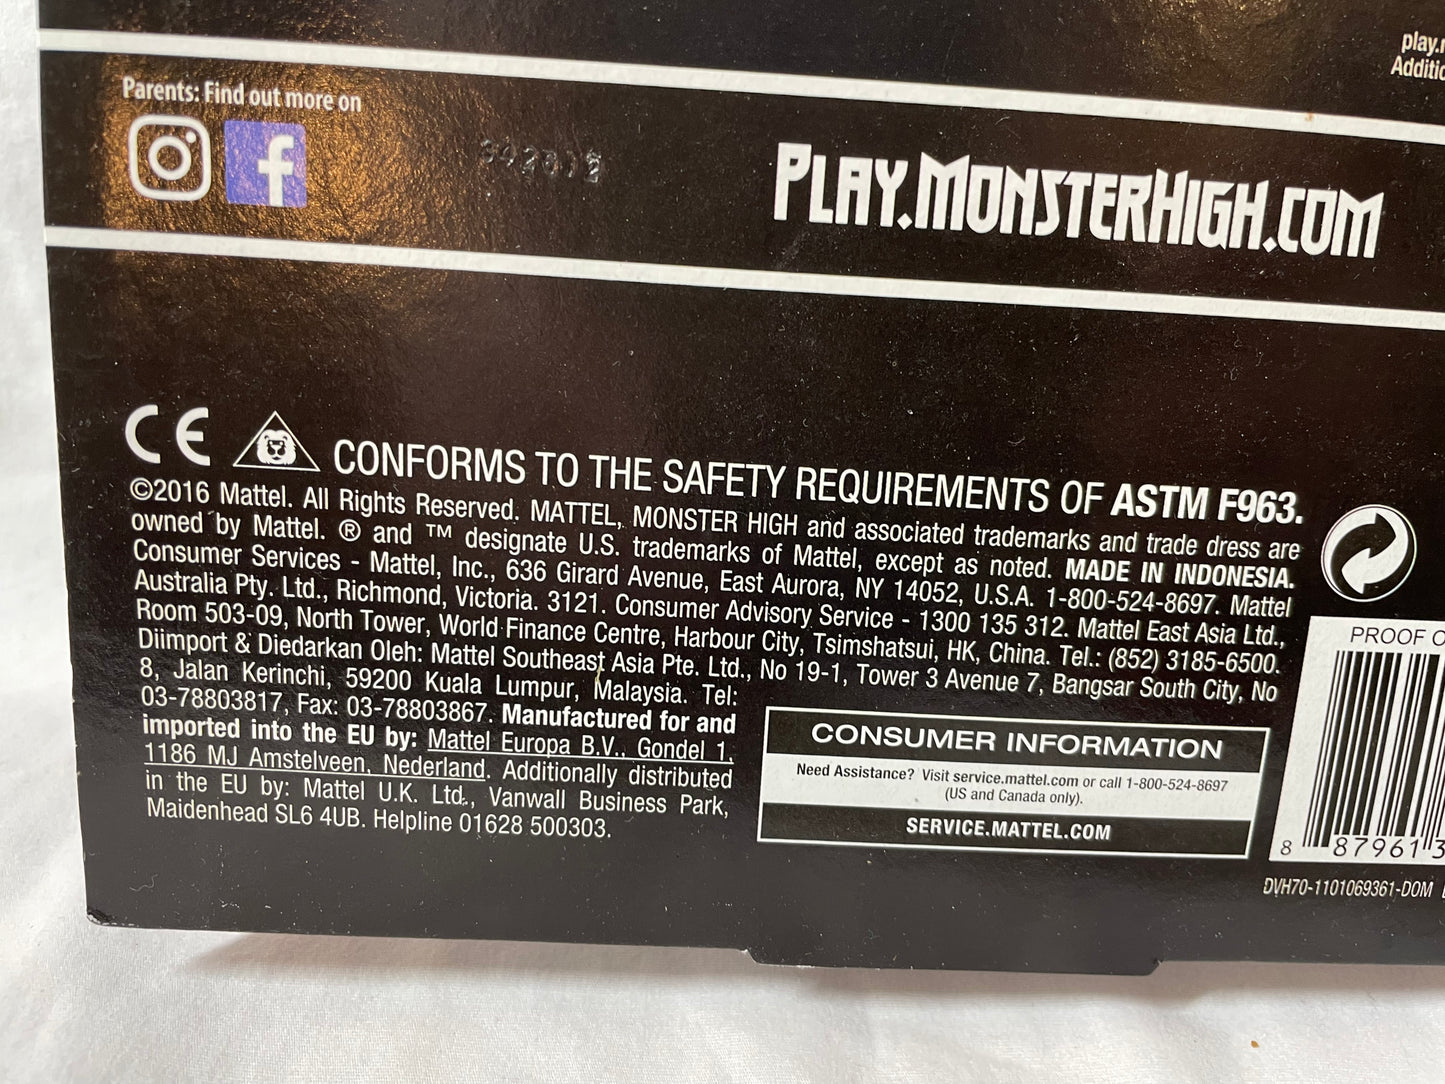 play.
Additio
Parents: Find out more on
PLAY.MONSTERHIGH.COM
CE
CONFORMS TO THE SAFETY REQUIREMENTS OF ASTM F963.
©2016 Mattel. All Rights Reserved. MATTEL, MONSTER HIGH and associated trademarks and trade dress are
owned by Mattel. ® and ™ designate U.S. trademarks of Mattel, except as noted. MADE IN INDONESIA.
Consumer Services - Mattel, Inc., 636 Girard Avenue, East Aurora, NY 14052, U.S.A. 1-800-524-8697. Mattel
Australia Pty. Ltd., Richmond, Victoria. 3121. Consumer Advisory Service - 1300 135 312. Mattel East Asia Ltd.,
Room 503-09, North Tower, World Finance Centre, Harbour City, Tsimshatsui, HK, China. Tel.: (852) 3185-6500.
Diimport & Diedarkan Oleh: Mattel Southeast Asia Pte. Ltd., No 19-1, Tower 3 Avenue 7, Bangsar South City, No
8, Jalan Kerinchi, 59200 Kuala Lumpur, Malaysia. Tel:
03-78803817, Fax: 03-78803867. Manufactured for and
imported into the EU by: Mattel Europa B.V., Gondel 1,
1186 MJ Amstelveen, Nederland. Additionally distributed
in the EU by: Mattel U.K. Ltd., Vanwall Business Park,
Maidenhead SL6 4UB. Helpline 01628 500303.
CONSUMER INFORMATION
Need Assistance? Visit service.mattel.com or call 1-800-524-8697
(US and Canada only).
SERVICE.MATTEL.COM
PROOF O
8 87961 3
DVH70-1101069361-DOM